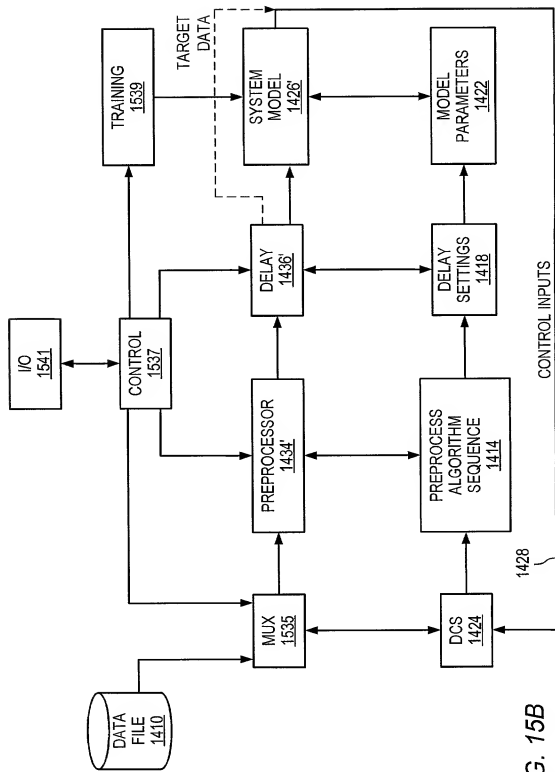 I/O
1541
CONTROL
1537
TRAINING
1539
TARGET
DATA
DATA
FILE
1410
MUX
1535
PREPROCESSOR
1434'
DELAY
1436'
SYSTEM
MODEL
1426'
DCS
1424
PREPROCESS
ALGORITHM
SEQUENCE
1414
DELAY
SETTINGS
1418
MODEL
PARAMETERS
1422
1428
CONTROL INPUTS
G. 15B